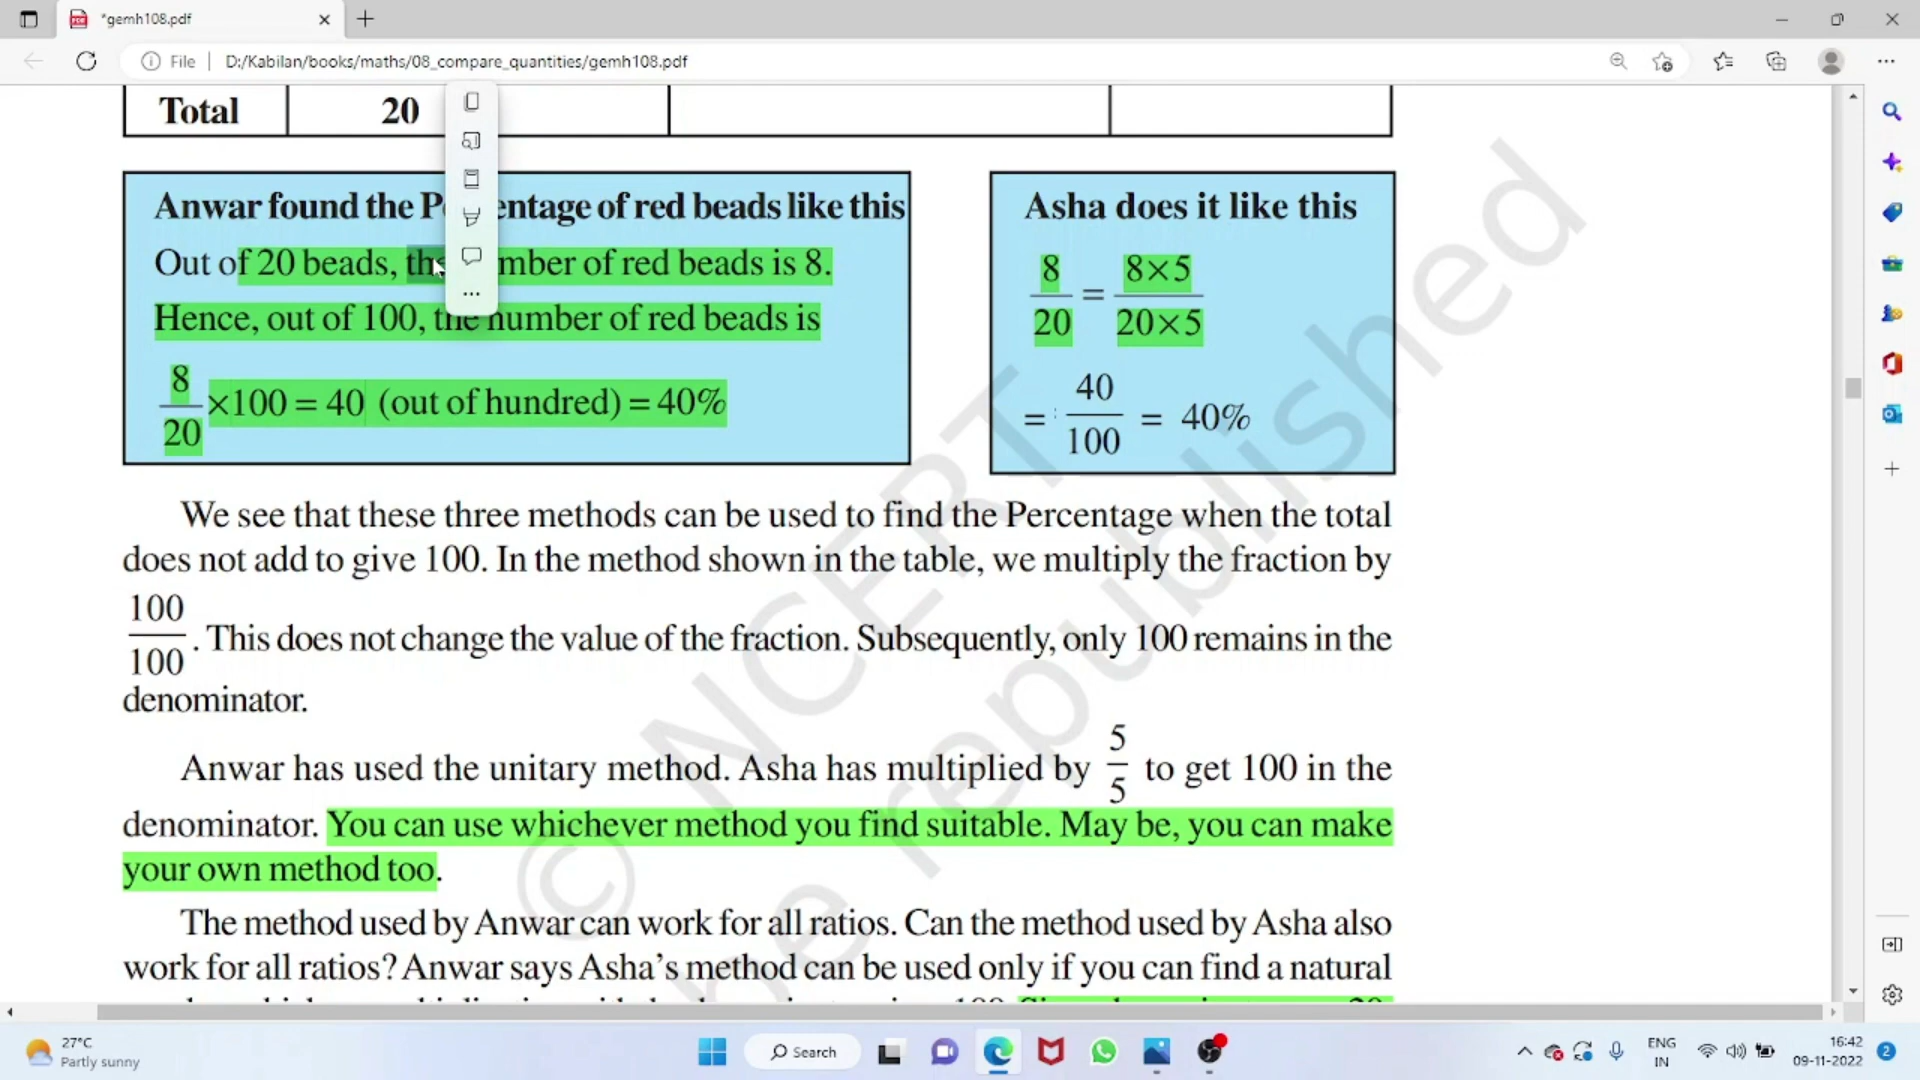 *gemh108.pdf
File
D:/Kabilan/books/maths/08_compare_quantities/gemh108.pdf
Total 20
Anwar found the P entage of red beads like this
Out of 20 beads, the mber of red beads is 8.
Hence, out of 100, the number of red beads is
8
×100 = 40 (out of hundred) = 40%
20
Asha does it like this
8 8×5
=
20 20×5
40
= = 40%
100
We see that these three methods can be used to find the Percentage when the total
does not add to give 100. In the method shown in the table, we multiply the fraction by
100
. This does not change the value of the fraction. Subsequently, only 100 remains in the
100
denominator.
5
Anwar has used the unitary method. Asha has multiplied by to get 100 in the
5
denominator. You can use whichever method you find suitable. May be, you can make
your own method too.
The method used by Anwar can work for all ratios. Can the method used by Asha also
work for all ratios? Anwar says Asha's method can be used only if you can find a natural
© NCERT
be republished
27°C
Partly sunny
Search
ENG
IN
16:42
09-11-2022
2